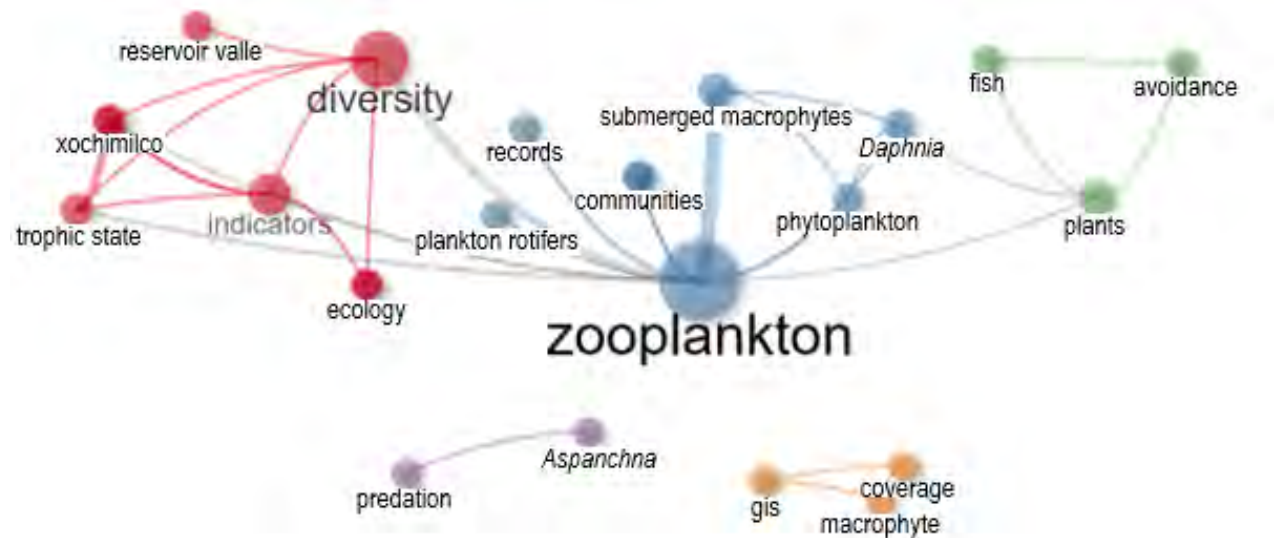 reservoir valle
diversity
fish
avoidance
submerged macrophytes
xochimilco
records
Daphnia
communities
indicators
trophic state
plankton rotifers
phytoplankton
plants
ecology
zooplankton
Aspanchna
predation
coverage
gis
macrophyte